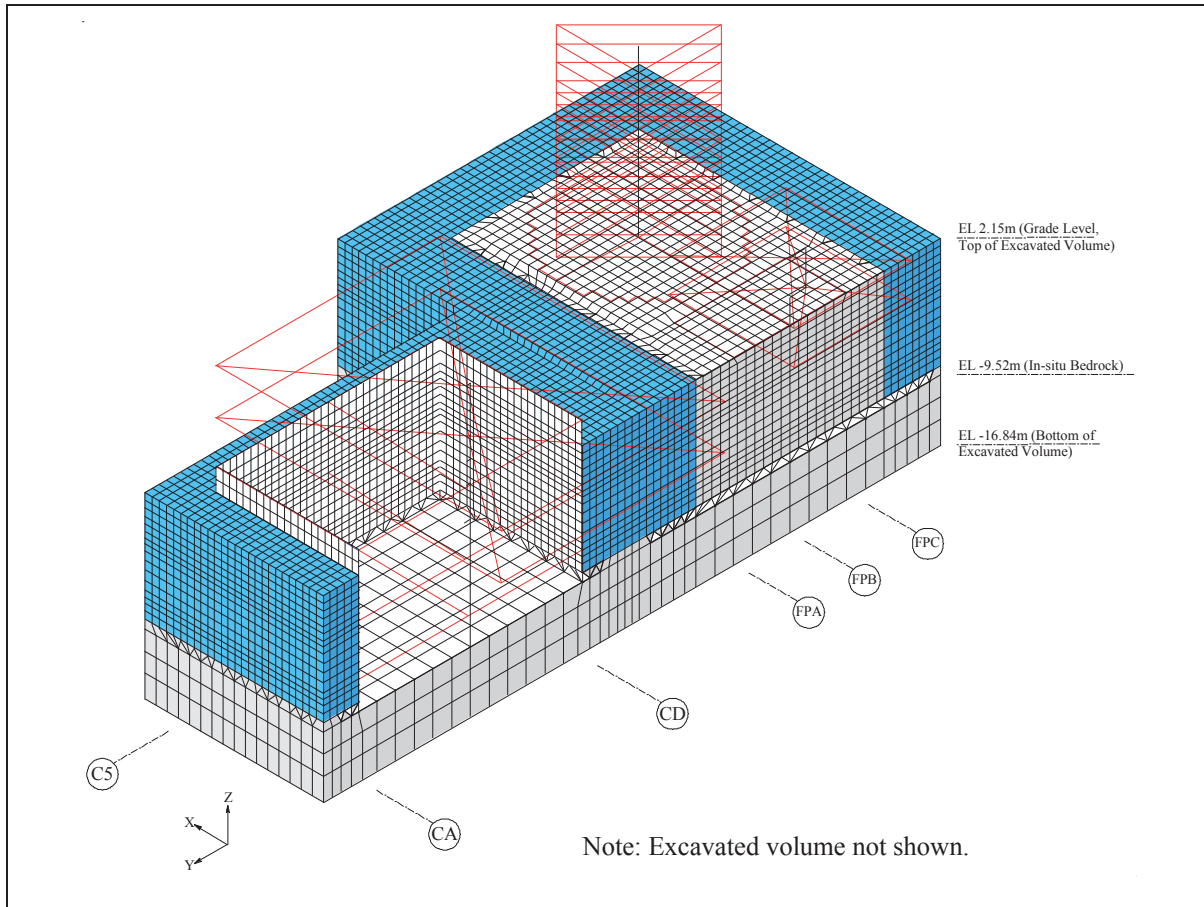 EL 2.15m (Grade Level,
Top of Excavated Volume)
EL -9.52m (In-situ Bedrock)
EL -16.84m (Bottom of
Excavated Volume)
FPC
FPB
FPA
CD
C5
CA
Z
X
Y
Note: Excavated volume not shown.